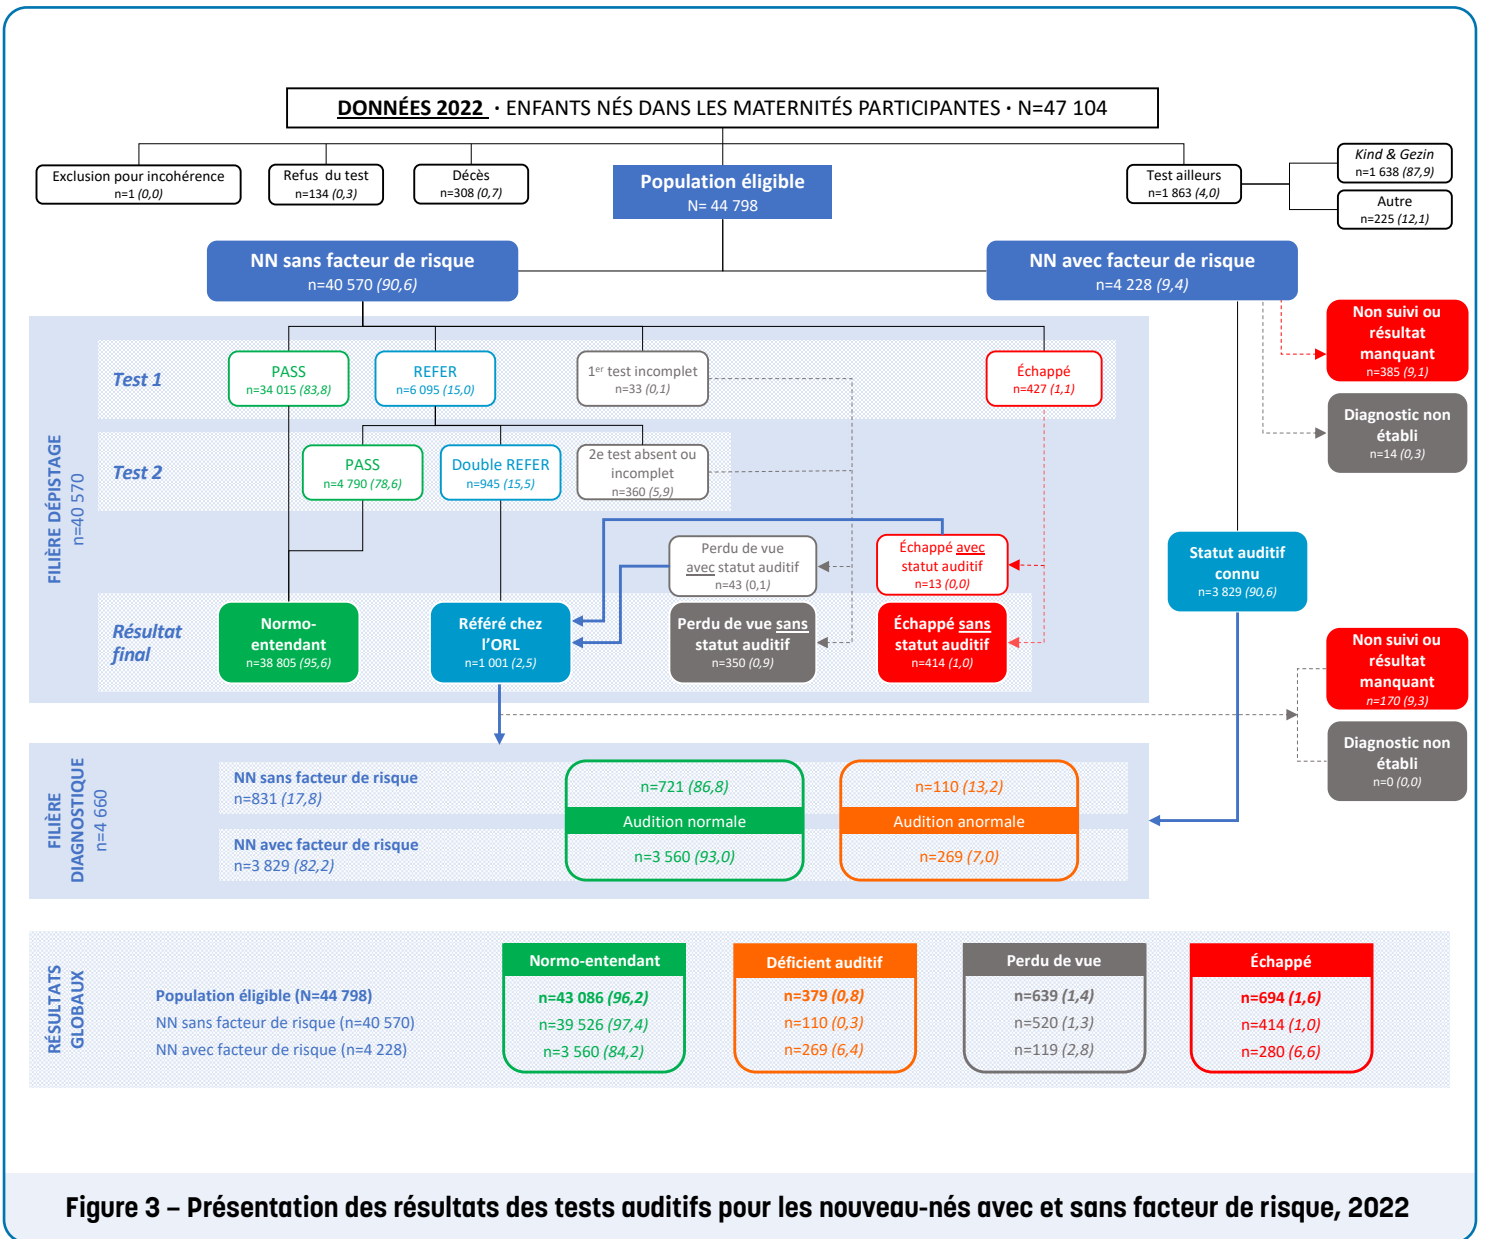 DONNÉES 2022 · ENFANTS NÉS DANS LES MATERNITÉS PARTICIPANTES · N=47 104
Exclusion pour incohérence
n=1 (0,0)
Refus du test
n=134 (0,3)
Décès
n=308 (0,7)
Population éligible
N= 44 798
Test ailleurs
n=1 863 (4,0)
Kind & Gezin
n=1 638 (87,9)
Autre
n=225 (12,1)
NN sans facteur de risque
n=40 570 (90,6)
NN avec facteur de risque
n=4 228 (9,4)
Non suivi ou
résultat
manquant
n=385 (9,1)
Diagnostic non
établi
n=14 (0,3)
FILIÈRE DÉPISTAGE
n=40 570
Test 1
PASS
n=34 015 (83,8)
REFER
n=6 095 (15,0)
1er test incomplet
n=33 (0,1)
Échappé
n=427 (1,1)
Test 2
PASS
n=4 790 (78,6)
Double REFER
n=945 (15,5)
2e test absent ou
incomplet
n=360 (5,9)
Perdu de vue
avec statut auditif
n=43 (0,1)
Échappé avec
statut auditif
n=13 (0,0)
Statut auditif
connu
n=3 829 (90,6)
Résultat
final
Normo-
entendant
n=38 805 (95,6)
Référé chez
l'ORL
n=1 001 (2,5)
Perdu de vue sans
statut auditif
n=350 (0,9)
Échappé sans
statut auditif
n=414 (1,0)
Non suivi ou
résultat
manquant
n=170 (9,3)
Diagnostic non
établi
n=0 (0,0)
FILIÈRE
DIAGNOSTIQUE
n=4 660
NN sans facteur de risque
n=831 (17,8)
n=721 (86,8)
n=110 (13,2)
Audition normale
Audition anormale
NN avec facteur de risque
n=3 829 (82,2)
n=3 560 (93,0)
n=269 (7,0)
RÉSULTATS
GLOBAUX
Normo-entendant
Déficient auditif
Perdu de vue
Échappé
Population éligible (N=44 798)
n=43 086 (96,2)
n=379 (0,8)
n=639 (1,4)
n=694 (1,6)
NN sans facteur de risque (n=40 570)
n=39 526 (97,4)
n=110 (0,3)
n=520 (1,3)
n=414 (1,0)
NN avec facteur de risque (n=4 228)
n=3 560 (84,2)
n=269 (6,4)
n=119 (2,8)
n=280 (6,6)
Figure 3 – Présentation des résultats des tests auditifs pour les nouveau-nés avec et sans facteur de risque, 2022